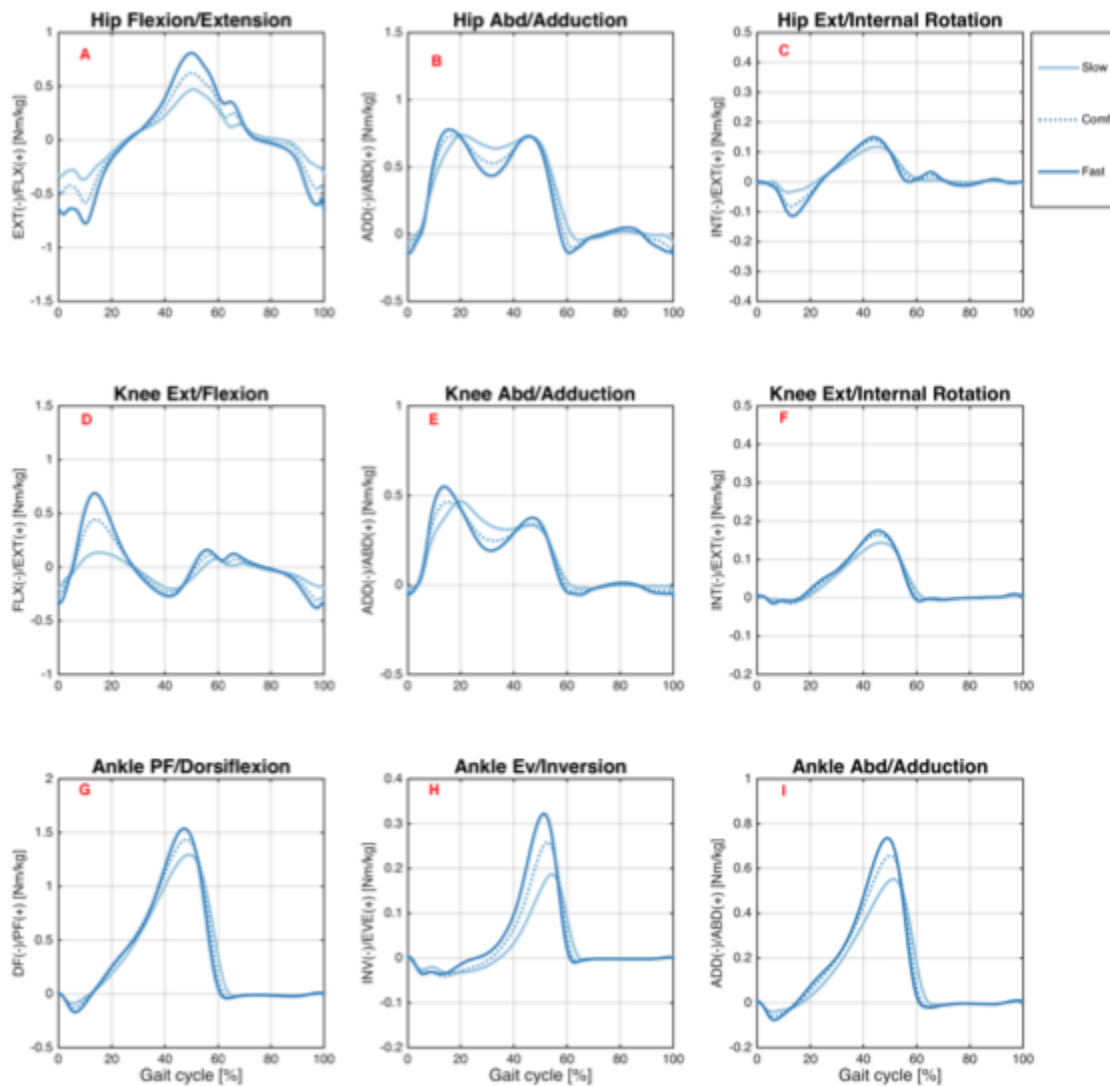 Hip Flexion/Extension
A
EXT(-)/FLX(+) [Nm/kg]
1
0.5
0
-0.5
-1
-1.5
0 20 40 60 80 100
Hip Abd/Adduction
B
ADD(-)/ABD(+) [Nm/kg]
1.5
1
0.5
0
-0.5
0 20 40 60 80 100
Hip Ext/Internal Rotation
C
INT(-)/EXT(+) [Nm/kg]
0.5
0.4
0.3
0.2
0.1
0
-0.1
-0.2
-0.3
-0.4
0 20 40 60 80 100
Slow
Comf
Fast
Knee Ext/Flexion
D
FLX(-)/EXT(+) [Nm/kg]
1.5
1
0.5
0
-0.5
-1
0 20 40 60 80 100
Knee Abd/Adduction
E
ADD(-)/ABD(+) [Nm/kg]
1
0.5
0
-0.5
0 20 40 60 80 100
Knee Ext/Internal Rotation
F
INT(-)/EXT(+) [Nm/kg]
0.5
0.4
0.3
0.2
0.1
0
-0.1
-0.2
0 20 40 60 80 100
Ankle PF/Dorsiflexion
G
DF(-)/PF(+) [Nm/kg]
2
1.5
1
0.5
0
-0.5
0 20 40 60 80 100
Gait cycle [%]
Ankle Ev/Inversion
H
INV(-)/EVE(+) [Nm/kg]
0.4
0.3
0.2
0.1
0
-0.1
-0.2
0 20 40 60 80 100
Gait cycle [%]
Ankle Abd/Adduction
I
ADD(-)/ABD(+) [Nm/kg]
1
0.8
0.6
0.4
0.2
0
-0.2
0 20 40 60 80 100
Gait cycle [%]